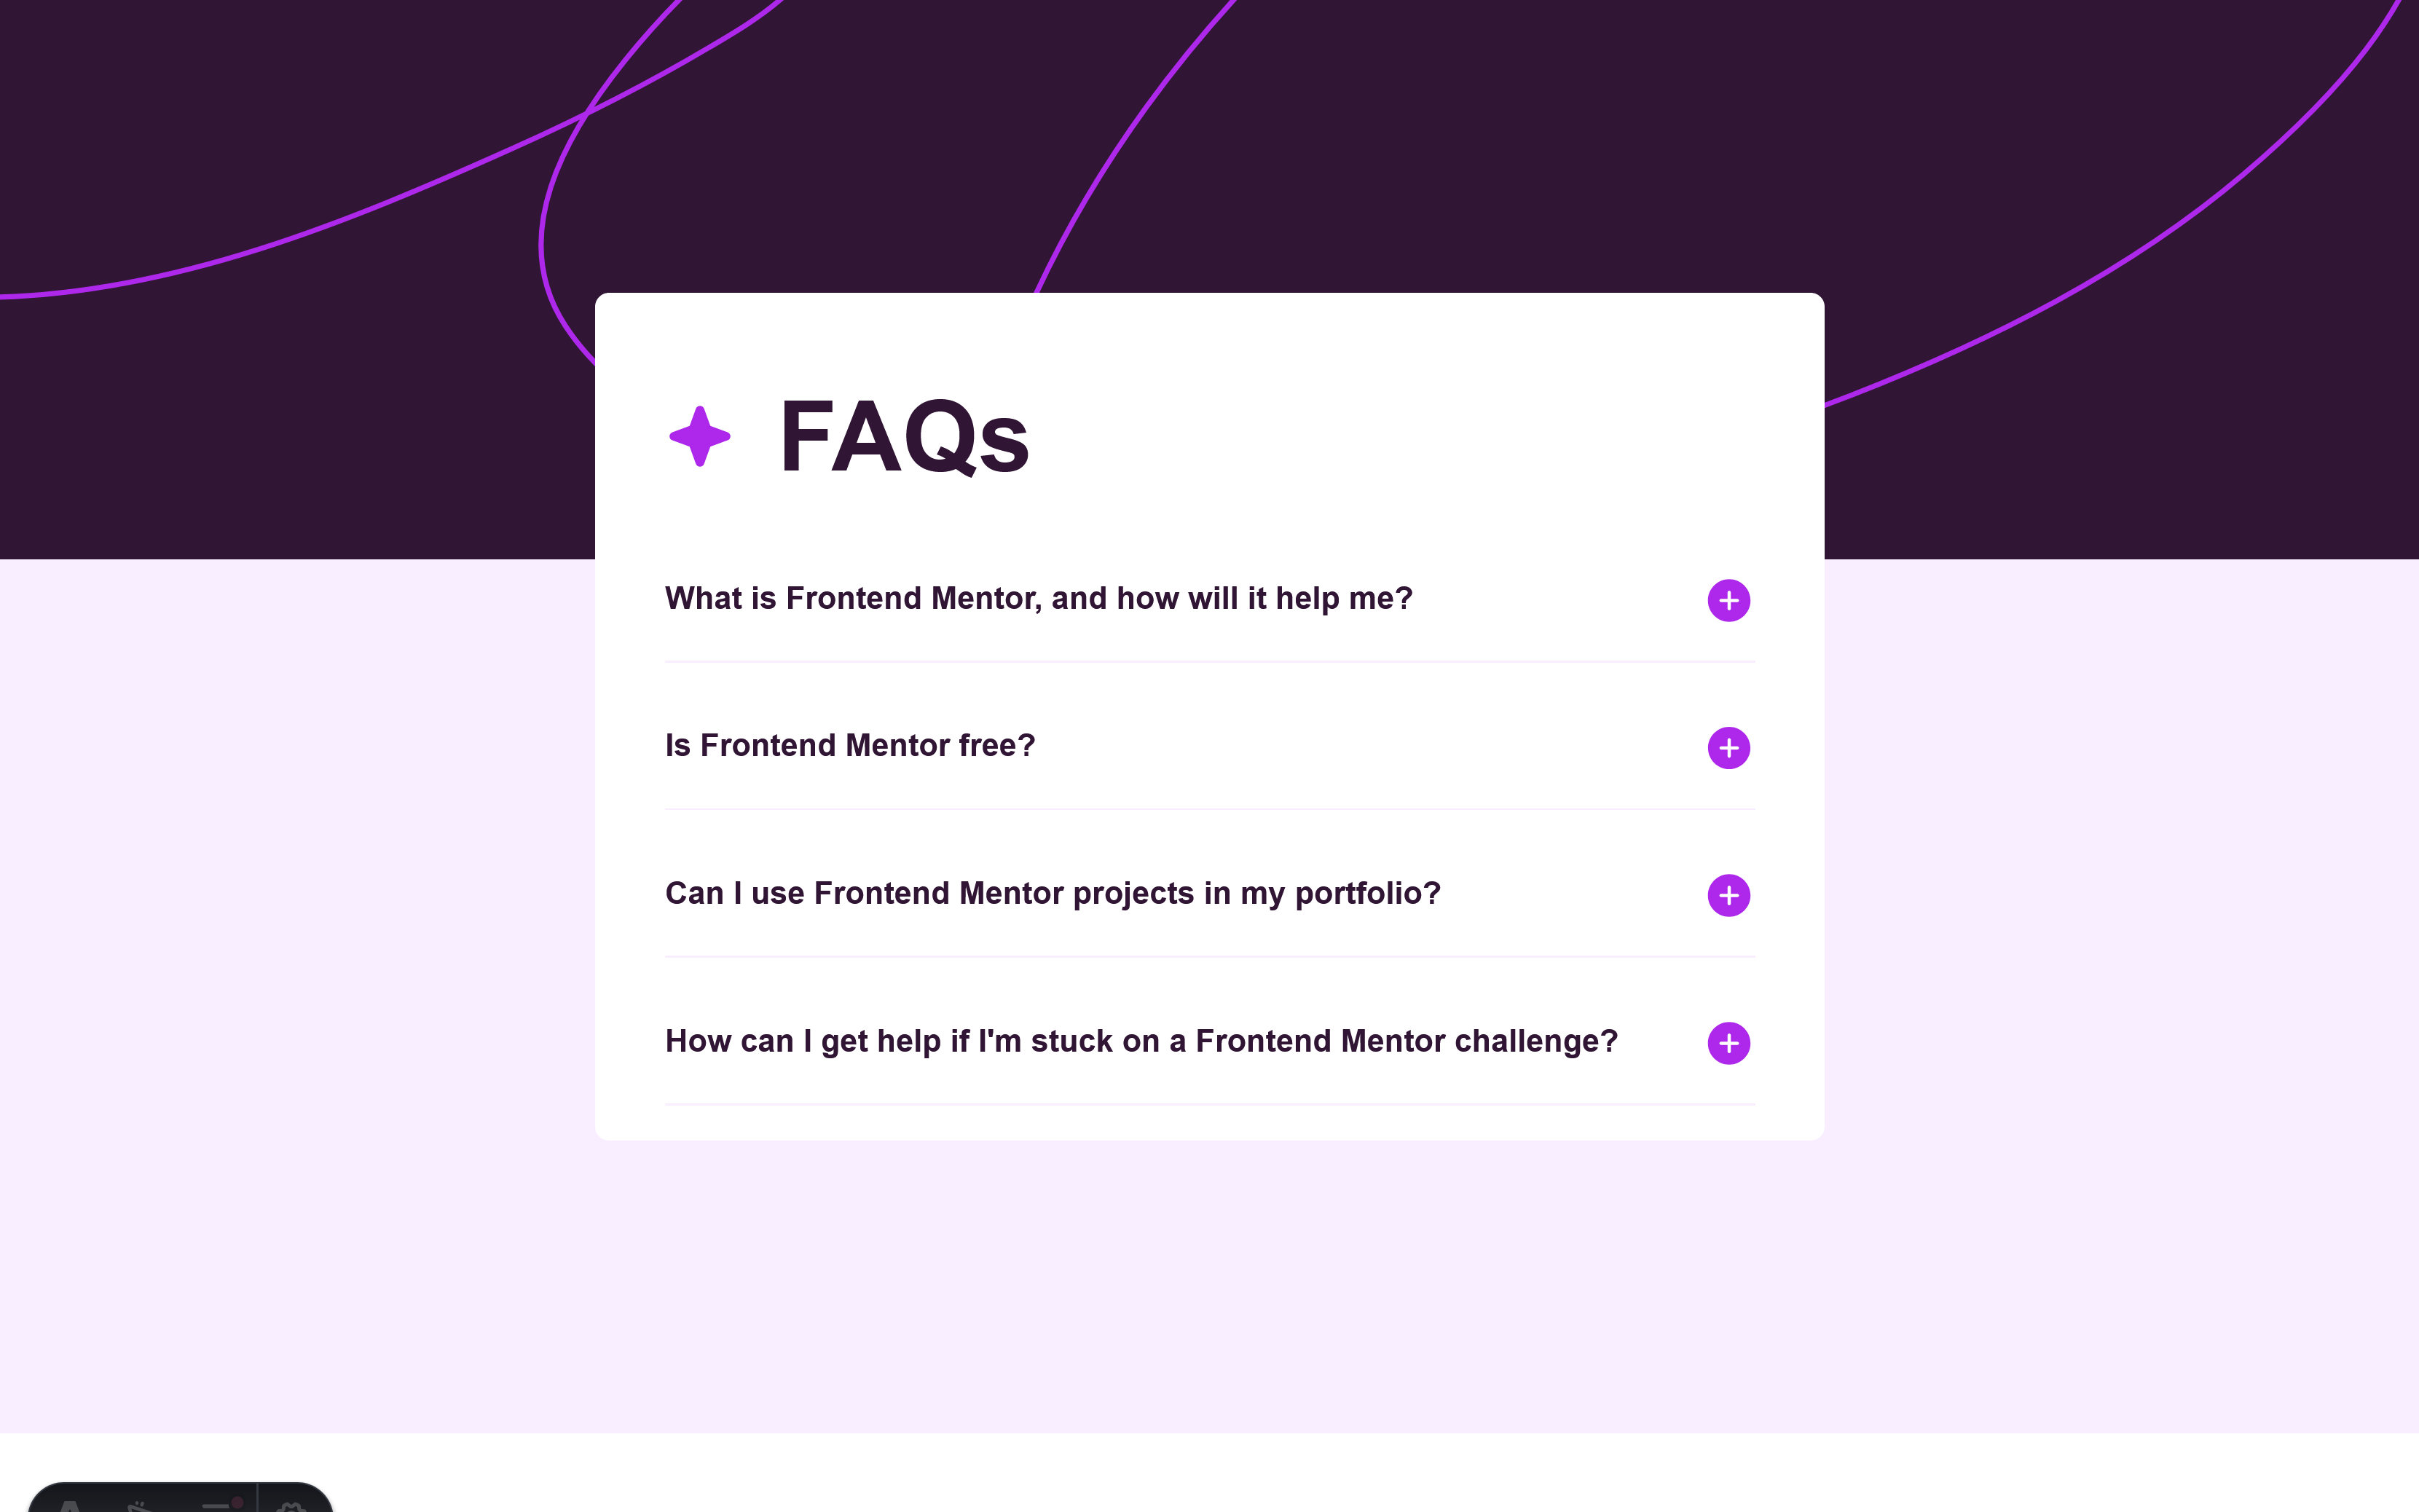 FAQs
What is Frontend Mentor, and how will it help me?
Is Frontend Mentor free?
Can I use Frontend Mentor projects in my portfolio?
How can I get help if I'm stuck on a Frontend Mentor challenge?